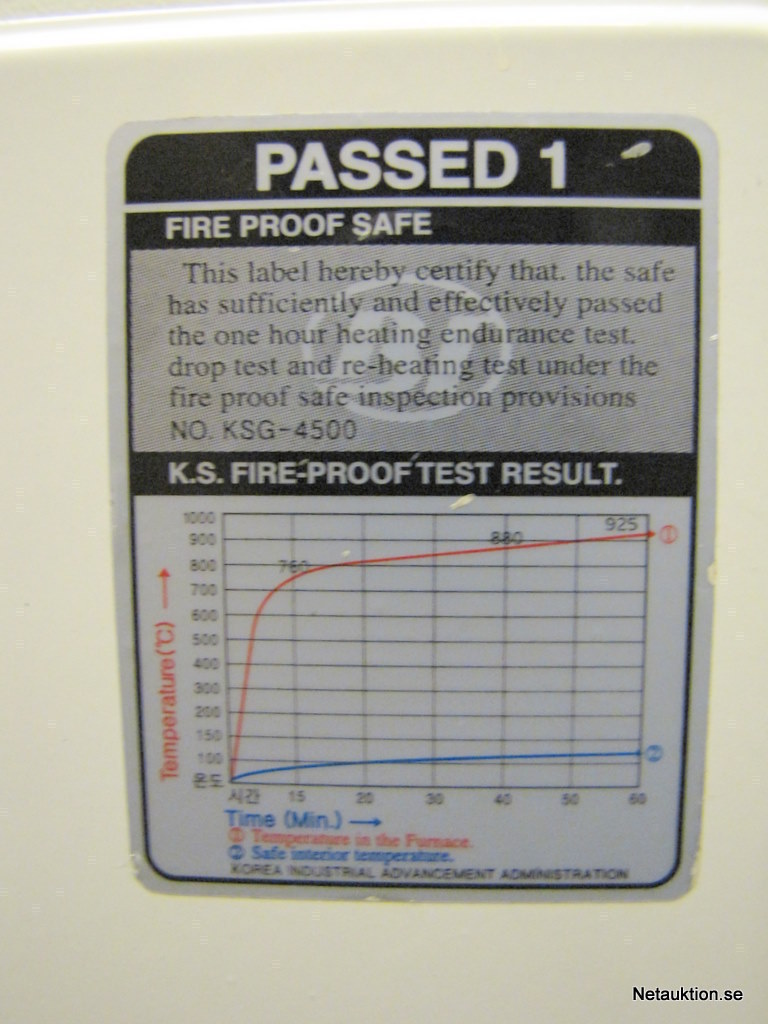 PASSED 1
FIRE PROOF SAFE
This label hereby certify that. the safe
has sufficiently and effectively passed
the one hour heating endurance test.
drop test and re-heating test under the
fire proof safe inspection provisions
NO. KSG-4500
K.S. FIRE-PROOF TEST RESULT.
1000
900
800
700
600
500
400
300
200
150
100
온도
Temperature(℃) →
760
880
925
①
②
시간 15 20 30 40 50 60
Time (Min.) →
① Temperature in the Furnace.
② Safe interior temperature.
KOREA INDUSTRIAL ADVANCEMENT ADMINISTRATION
Netauktion.se